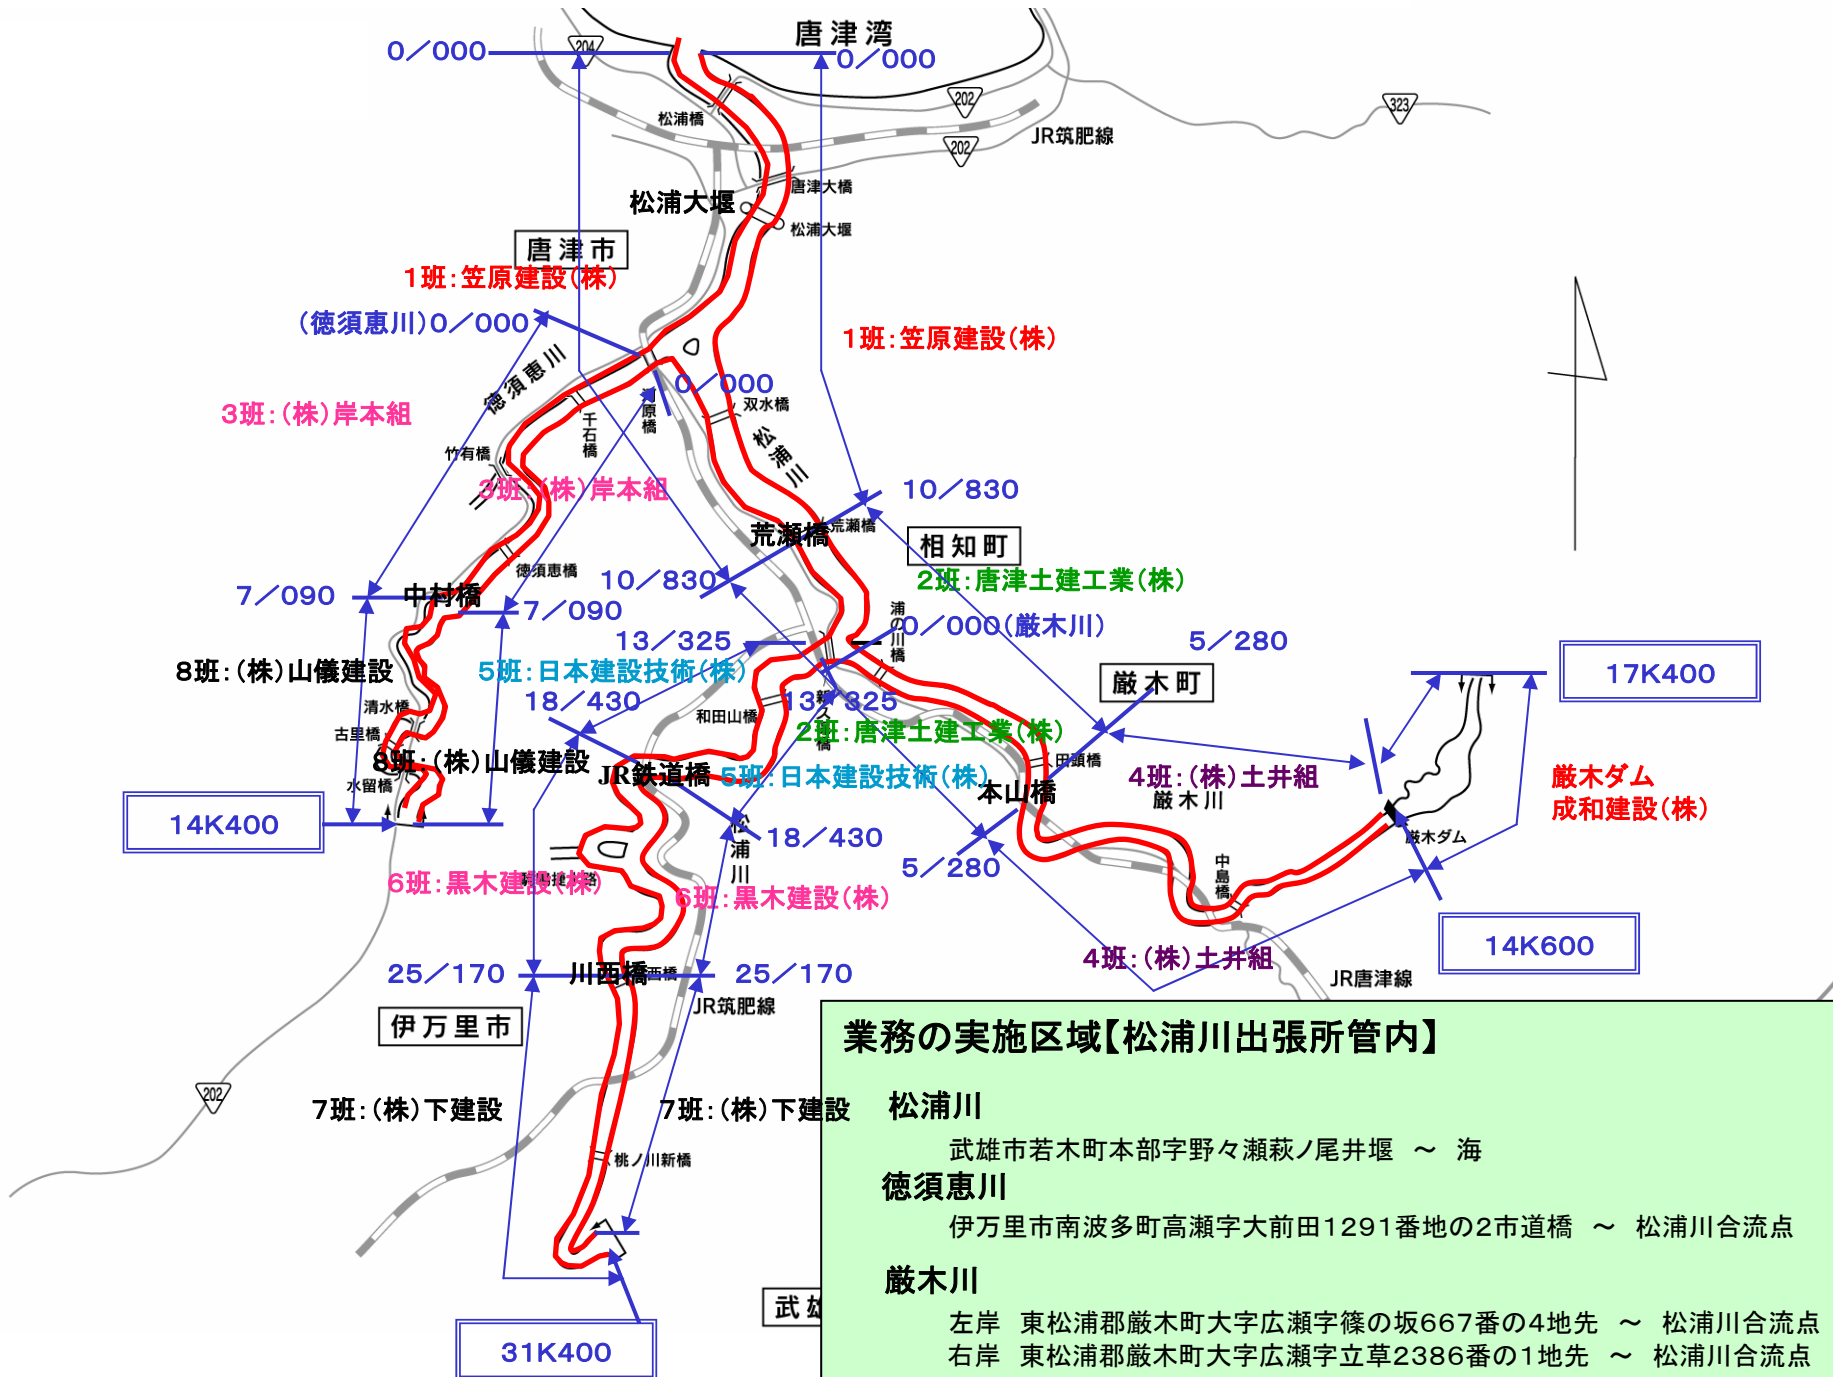 唐津湾
0／000
204
0／000
202
323
松浦橋
JR筑肥線
202
唐津大橋
松浦大堰
松浦大堰
唐津市
1班：笠原建設（株）
（徳須恵川）0／000
1班：笠原建設（株）
徳須恵川
0／000
原橋
双水橋
3班：（株）岸本組
千石橋
松浦川
竹有橋
3班：（株）岸本組
10／830
荒瀬橋
荒瀬橋
相知町
徳須恵橋
10／830
2班：唐津土建工業（株）
7／090
中村橋
7／090
浦の川橋
0／000（厳木川）
13／325
5／280
8班：（株）山儀建設
5班：日本建設技術（株）
厳木町
17K400
18／430
13／325
清水橋
和田山橋
古里橋
2班：唐津土建工業（株）
8班：（株）山儀建設
JR鉄道橋
5班：日本建設技術（株）
田頭橋
4班：（株）土井組
厳木ダム
成和建設（株）
水留橋
本山橋
厳木川
14K400
松浦川
18／430
厳木ダム
5／280
中島橋
6班：黒木建設（株）
6班：黒木建設（株）
14K600
4班：（株）土井組
25／170
川西橋
西橋
25／170
JR唐津線
JR筑肥線
伊万里市
202
7班：（株）下建設
7班：（株）下建設
桃ノ川新橋
武
31K400
業務の実施区域【松浦川出張所管内】
松浦川
武雄市若木町本部字野々瀬萩ノ尾井堰　～　海
徳須恵川
伊万里市南波多町高瀬字大前田1291番地の2市道橋　～　松浦川合流点
厳木川
左岸　東松浦郡厳木町大字広瀬字篠の坂667番の4地先　～　松浦川合流点
右岸　東松浦郡厳木町大字広瀬字立草2386番の1地先　～　松浦川合流点